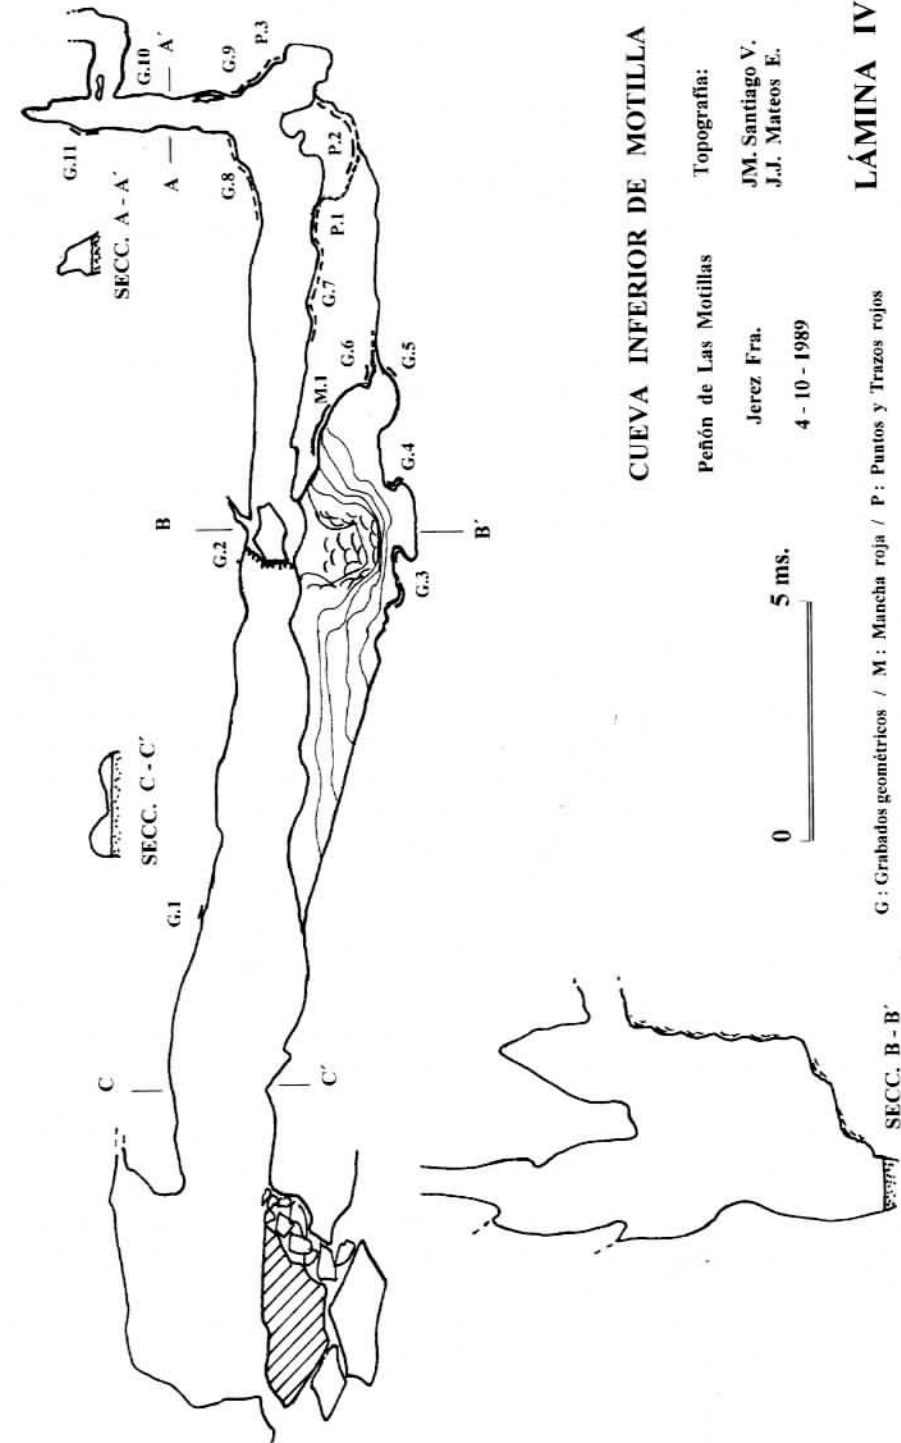 CUEVA INFERIOR DE MOTILLA
Peñón de Las Motillas
Jerez Fra.
4 - 10 - 1989
Topografía:
JM. Santiago V.
J.J. Mateos E.
LÁMINA IV
0
5 ms.
G : Grabados geométricos / M : Mancha roja / P : Puntos y Trazos rojos
SECC. A - A´
SECC. B - B´
SECC. C - C´
C
C´
B
B´
A
A´
G.1
G.2
G.3
G.4
G.5
G.6
M.1
G.7
P.1
P.2
G.8
G.9
P.3
G.10
G.11